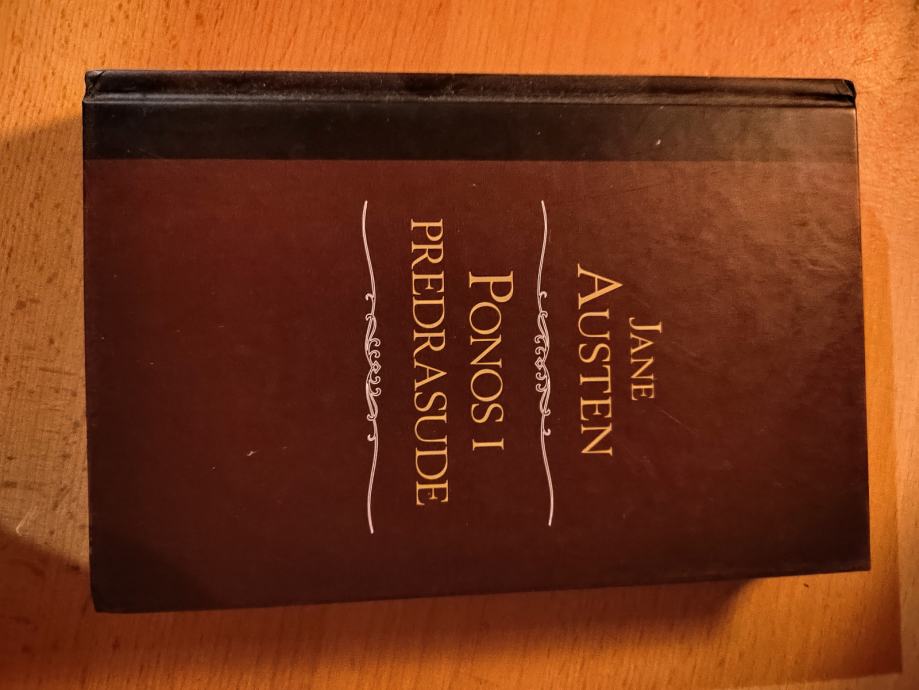 JANE
AUSTEN
PONOS I
PREDRASUDE